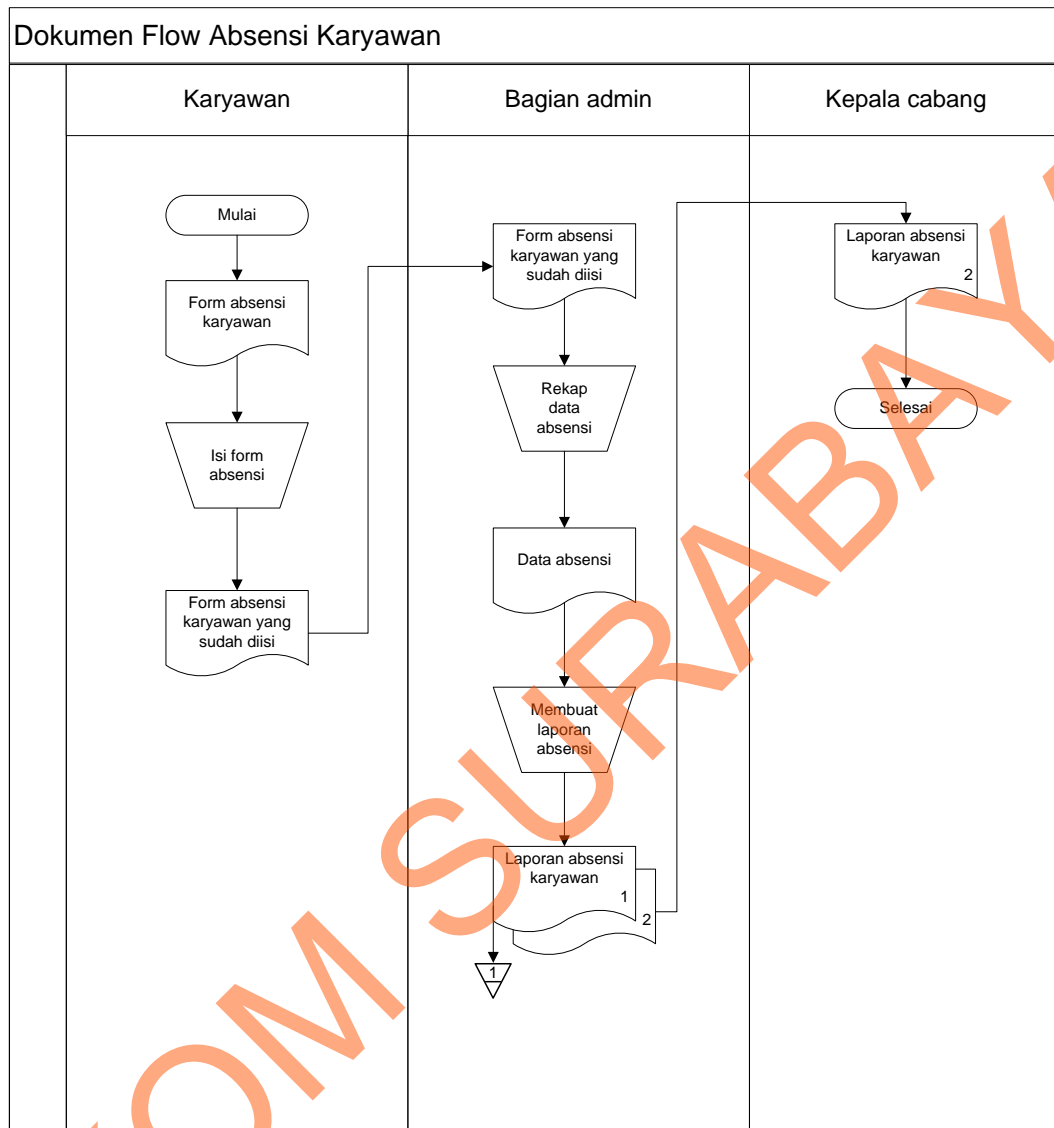 Dokumen Flow Absensi Karyawan
Karyawan
Bagian admin
Kepala cabang
Mulai
Form absensi
karyawan
Isi form
absensi
Form absensi
karyawan yang
sudah diisi
Form absensi
karyawan yang
sudah diisi
Rekap
data
absensi
Data absensi
Membuat
laporan
absensi
Laporan absensi
karyawan
1
2
1
Laporan absensi
karyawan
2
Selesai
OM SURABAYA